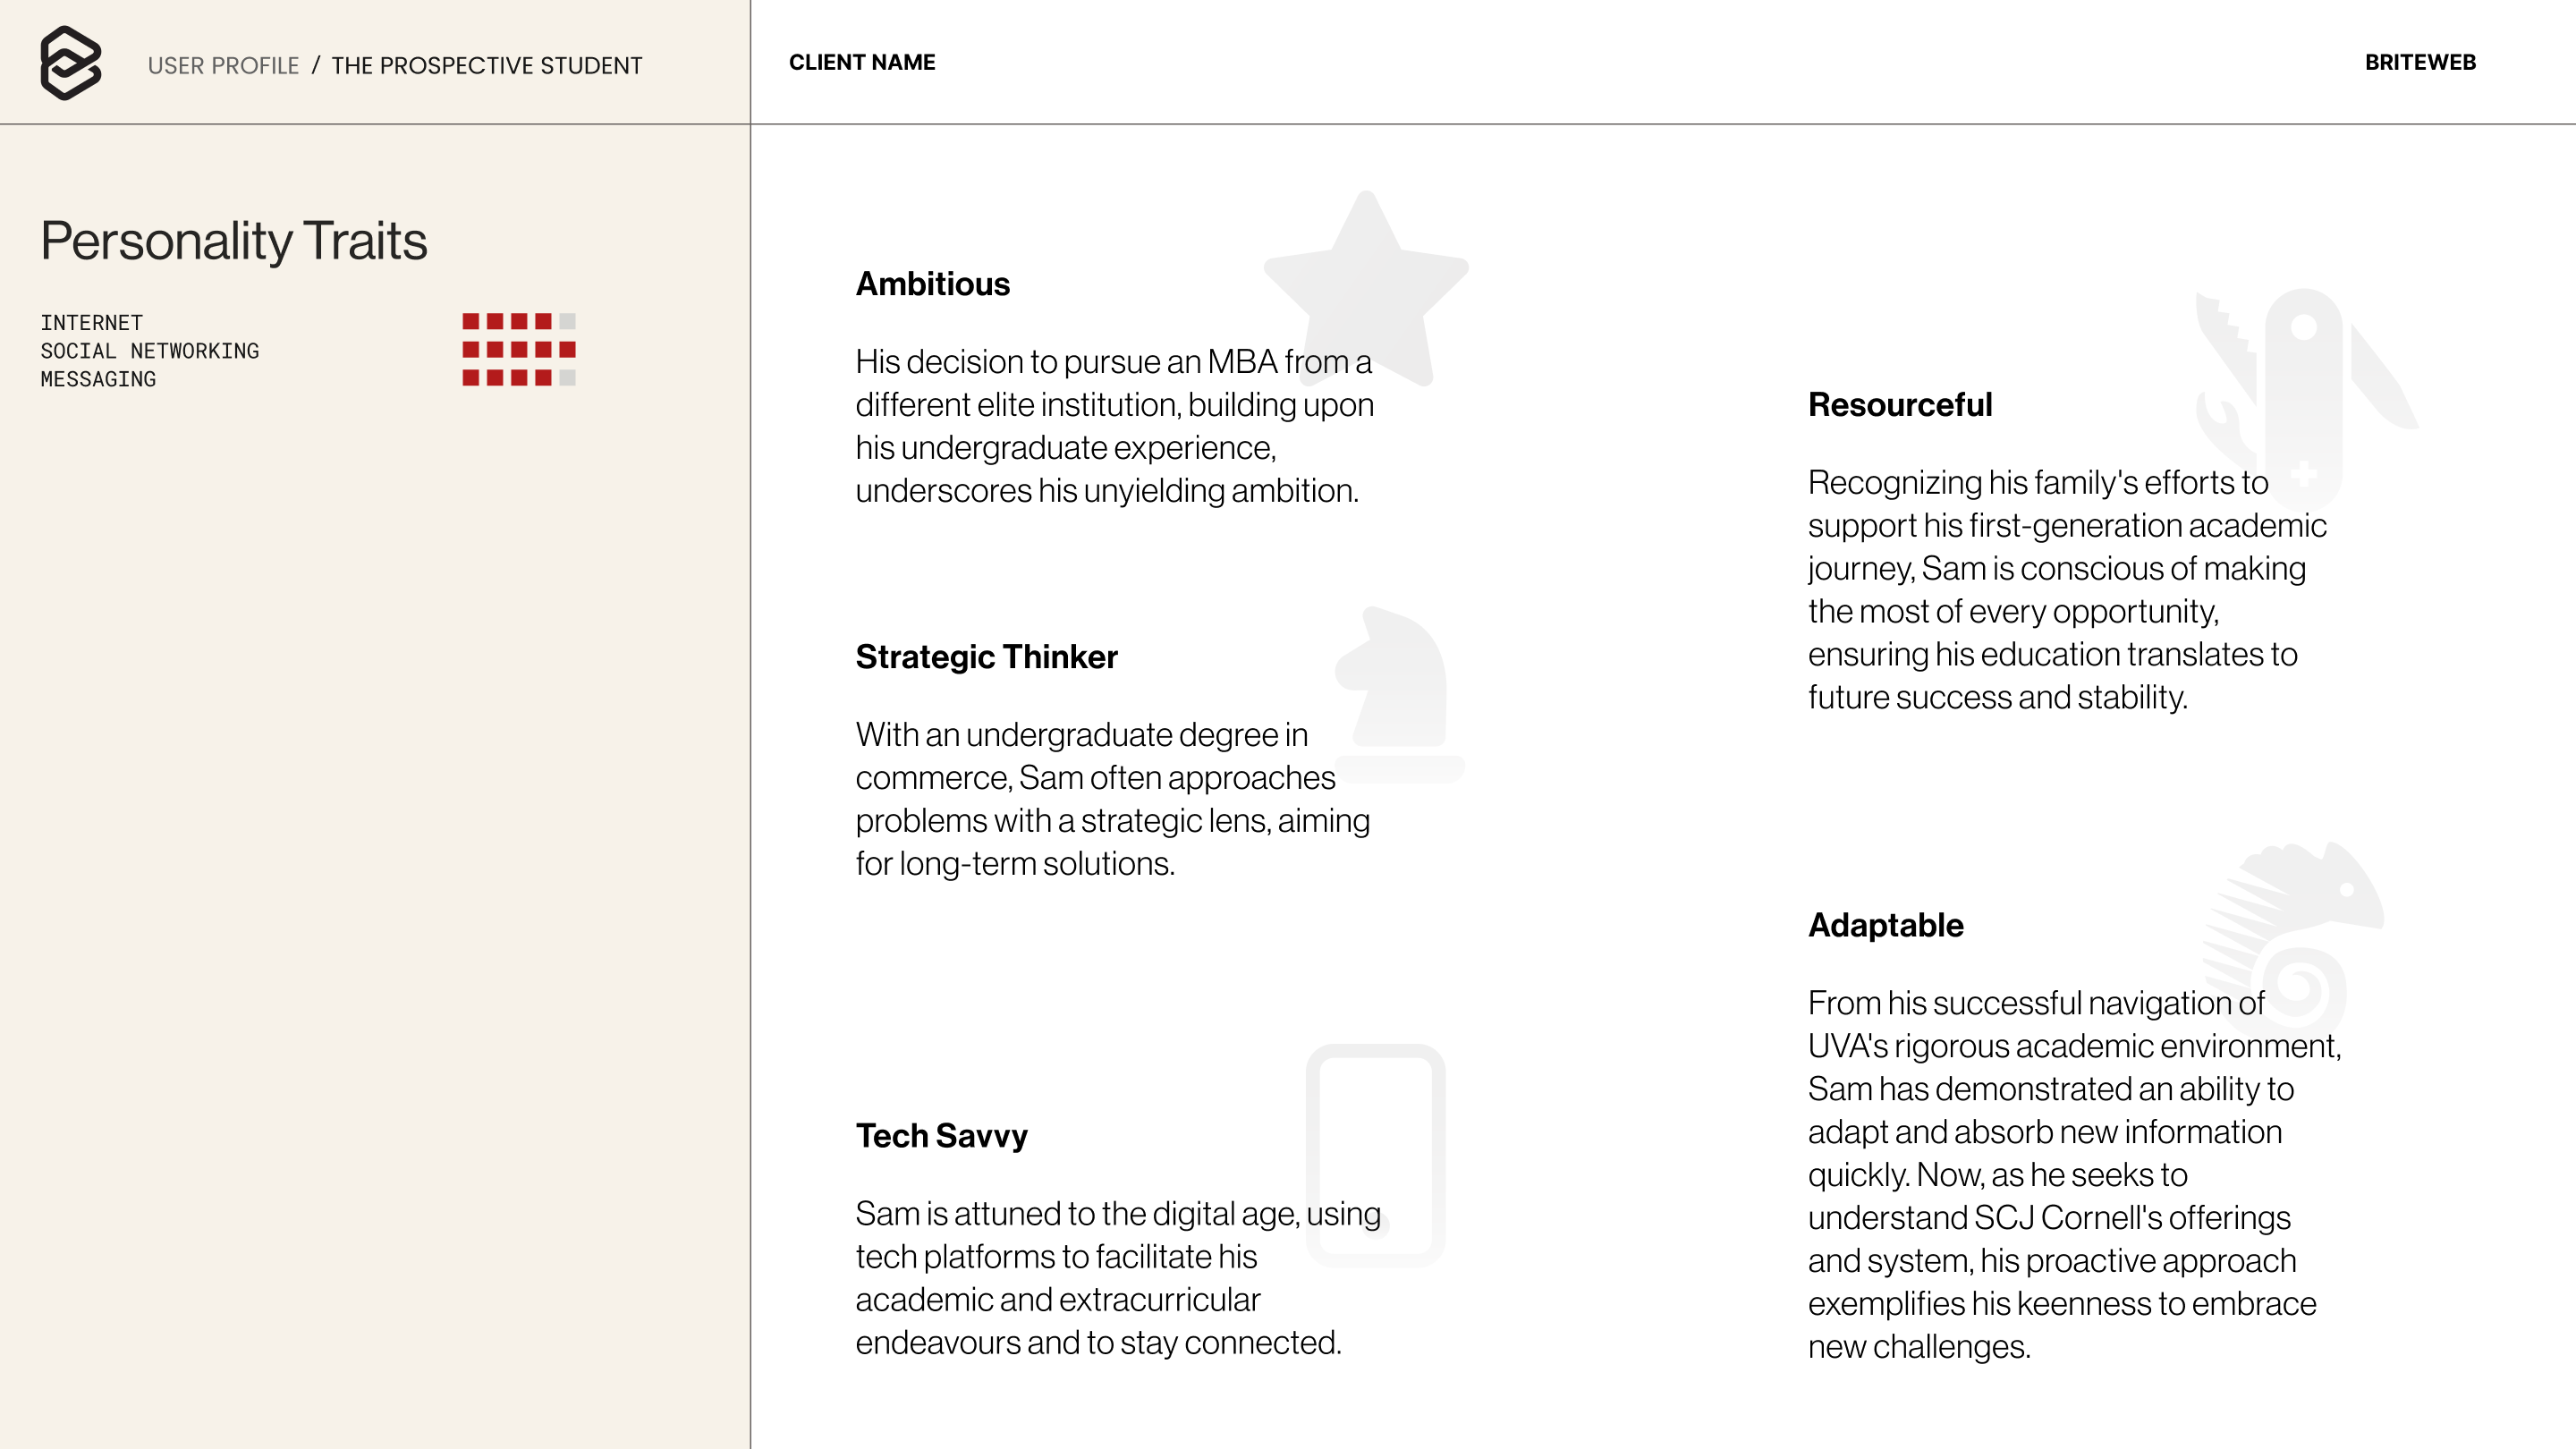 USER PROFILE / THE PROSPECTIVE STUDENT
CLIENT NAME
BRITEWEB
Personality Traits
INTERNET
SOCIAL NETWORKING
MESSAGING
Ambitious
His decision to pursue an MBA from a
different elite institution, building upon
his undergraduate experience,
underscores his unyielding ambition.
Strategic Thinker
With an undergraduate degree in
commerce, Sam often approaches
problems with a strategic lens, aiming
for long-term solutions.
Tech Savvy
Sam is attuned to the digital age, using
tech platforms to facilitate his
academic and extracurricular
endeavours and to stay connected.
Resourceful
Recognizing his family's efforts to
support his first-generation academic
journey, Sam is conscious of making
the most of every opportunity,
ensuring his education translates to
future success and stability.
Adaptable
From his successful navigation of
UVA's rigorous academic environment,
Sam has demonstrated an ability to
adapt and absorb new information
quickly. Now, as he seeks to
understand SCJ Cornell's offerings
and system, his proactive approach
exemplifies his keenness to embrace
new challenges.